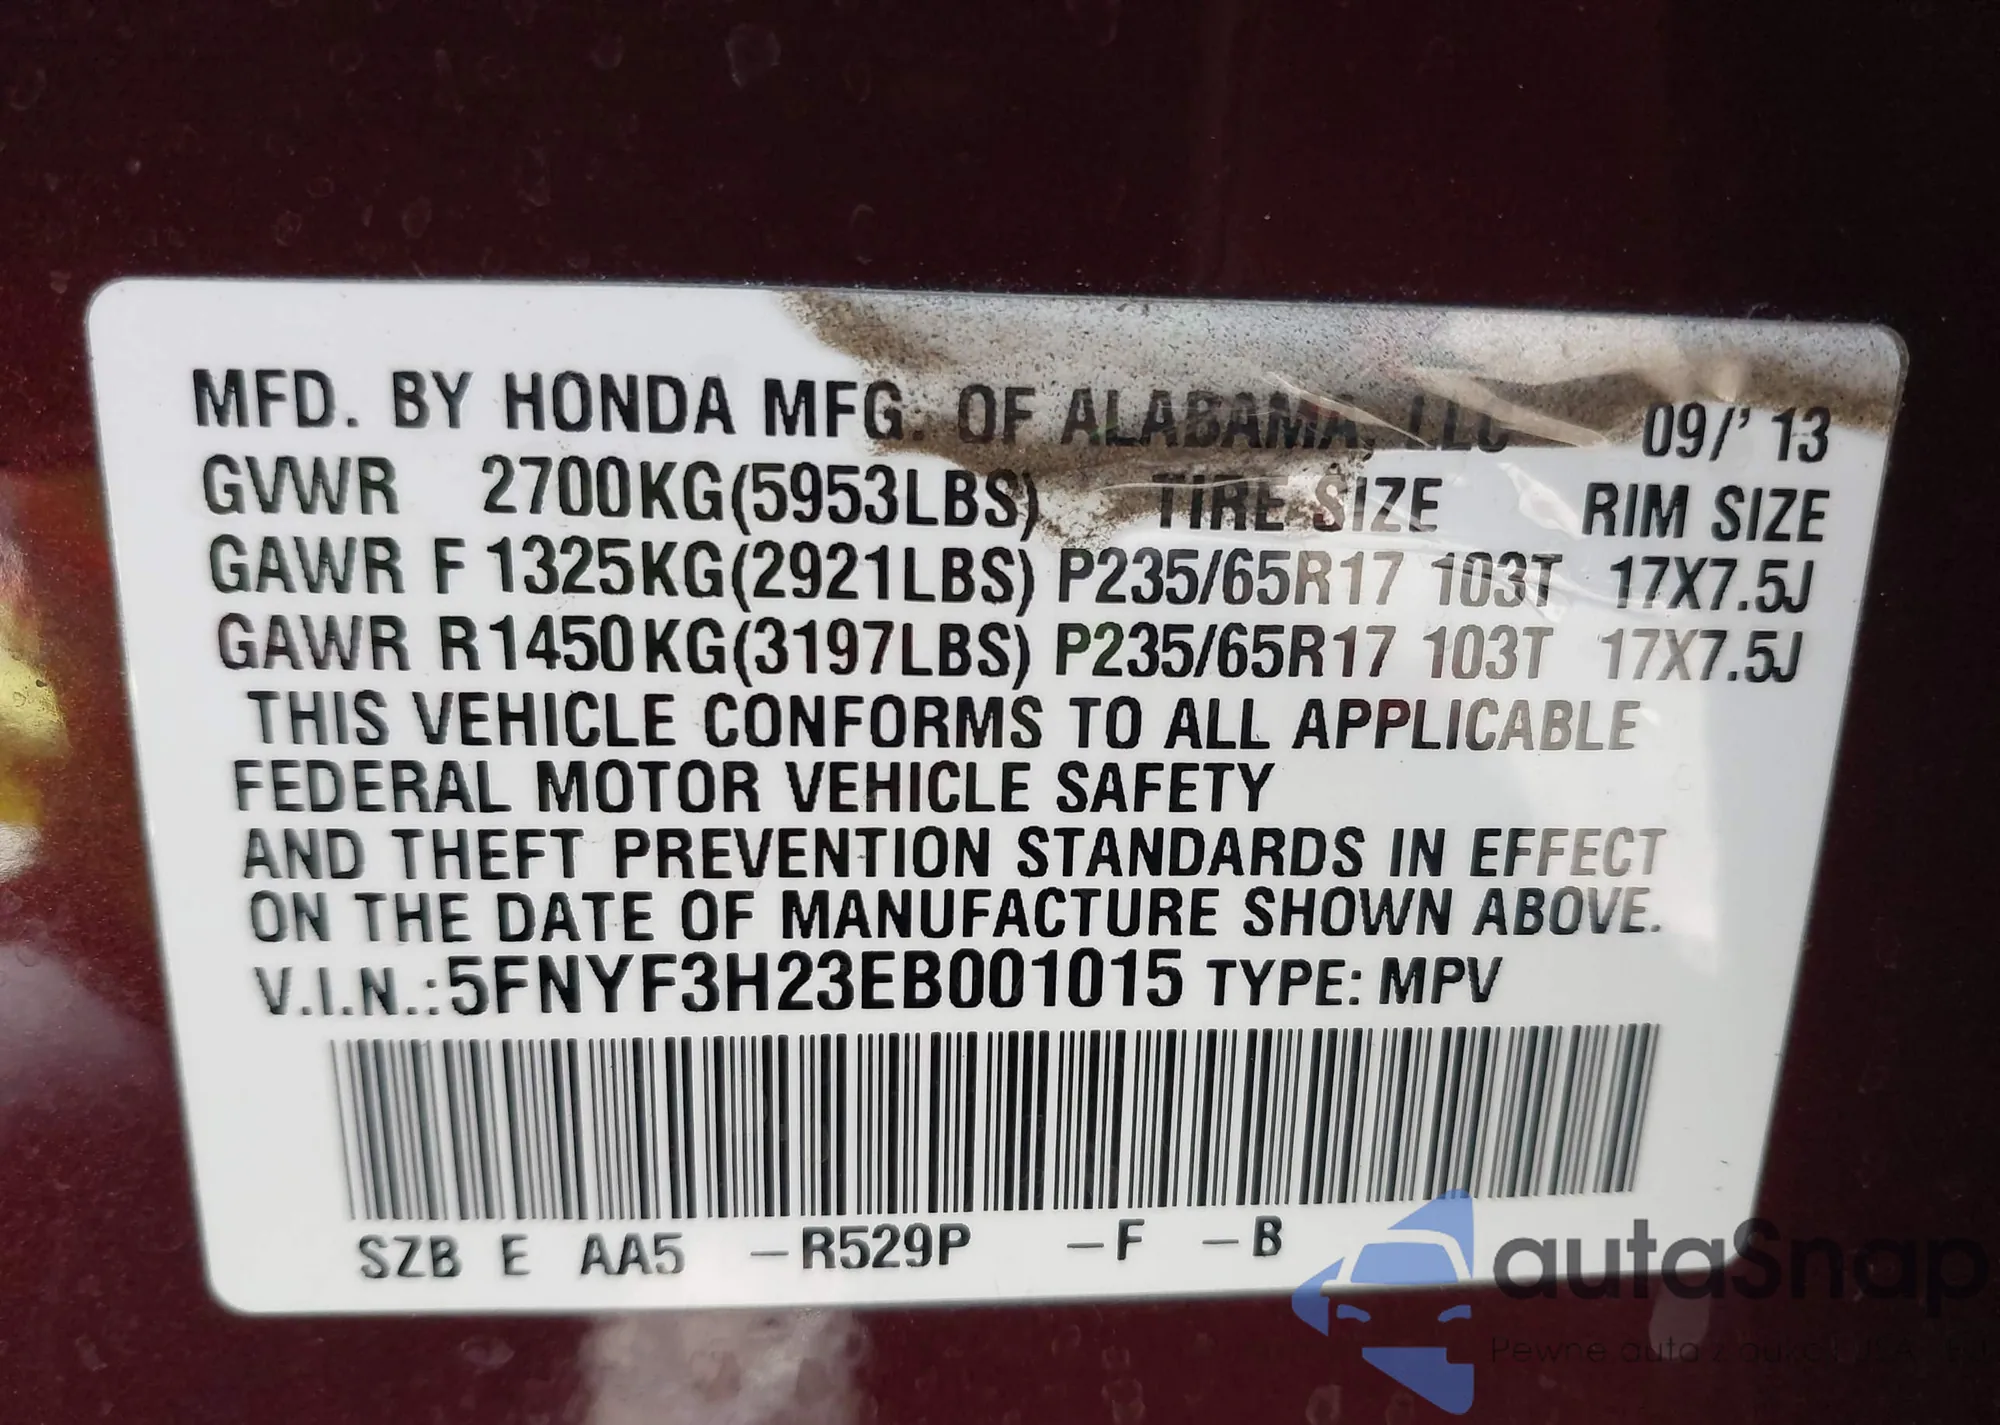 MFD. BY HONDA MFG. OF ALABAMA, LLC 09/'13
GVWR 2700KG(5953LBS) TIRE SIZE RIM SIZE
GAWR F 1325KG(2921LBS) P235/65R17 103T 17X7.5J
GAWR R 1450KG(3197LBS) P235/65R17 103T 17X7.5J
THIS VEHICLE CONFORMS TO ALL APPLICABLE
FEDERAL MOTOR VEHICLE SAFETY
AND THEFT PREVENTION STANDARDS IN EFFECT
ON THE DATE OF MANUFACTURE SHOWN ABOVE.
V.I.N.:5FNYF3H23EB001015 TYPE: MPV
SZB E AA5 –R529P –F –B
autaSnap
Pewne auta z